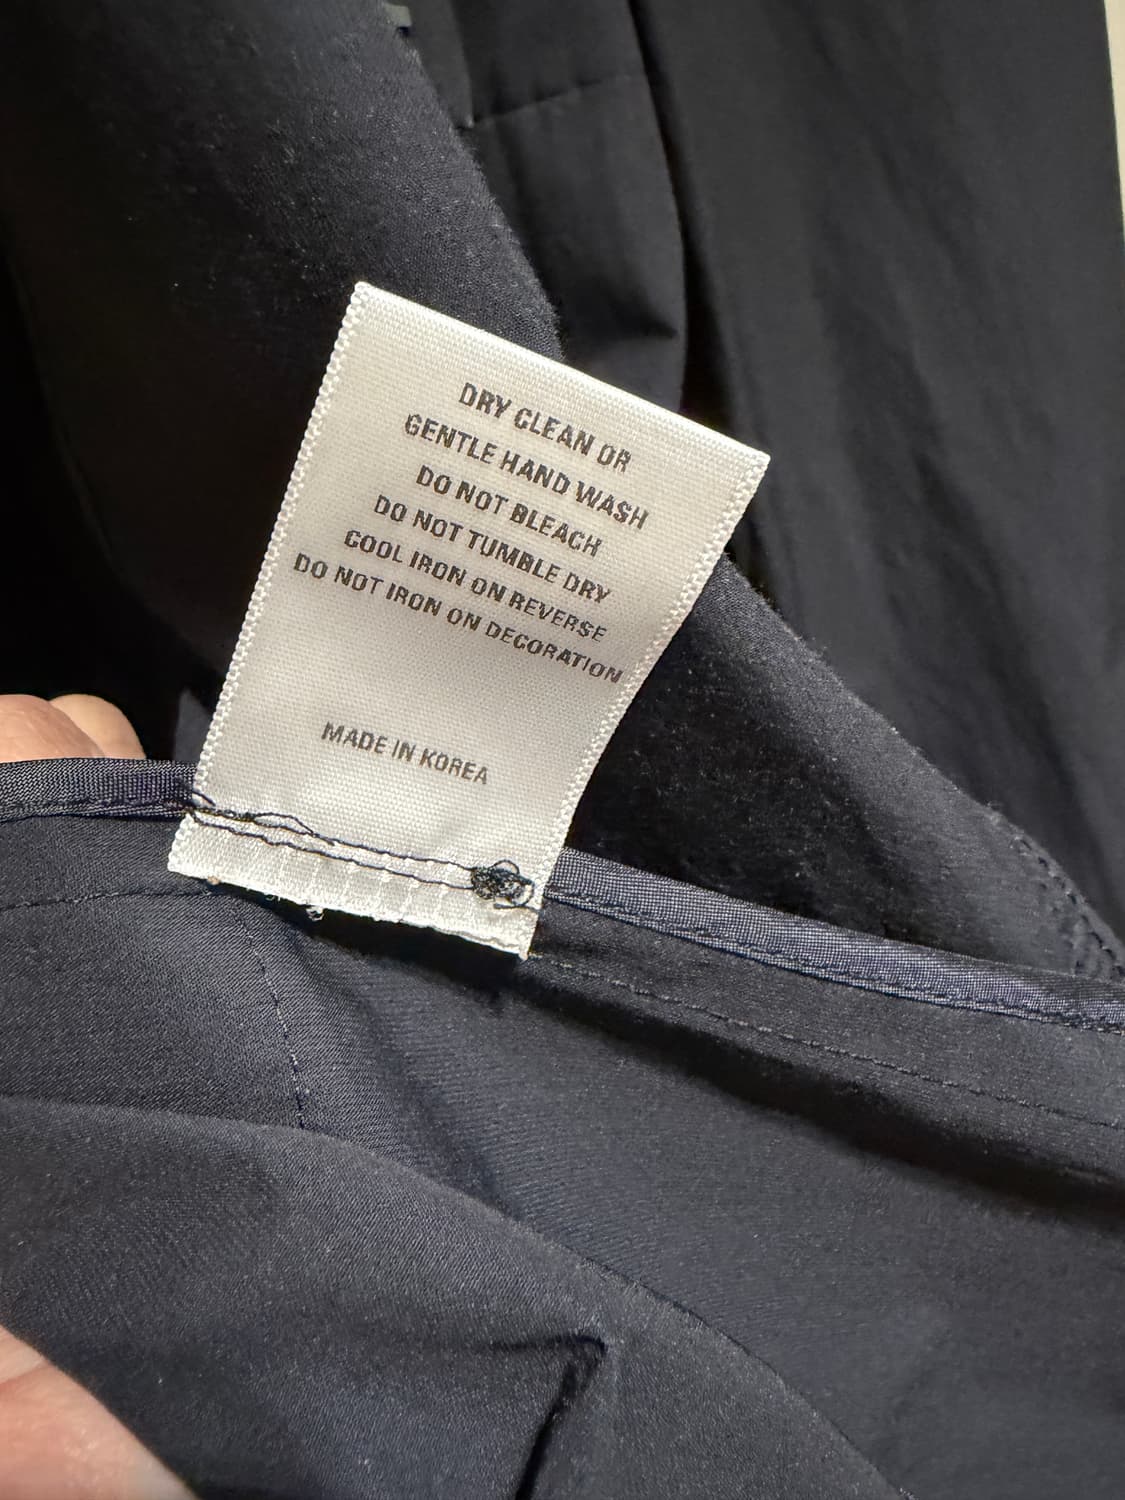 DRY CLEAN OR
GENTLE HAND WASH
DO NOT BLEACH
DO NOT TUMBLE DRY
COOL IRON ON REVERSE
DO NOT IRON ON DECORATION
MADE IN KOREA